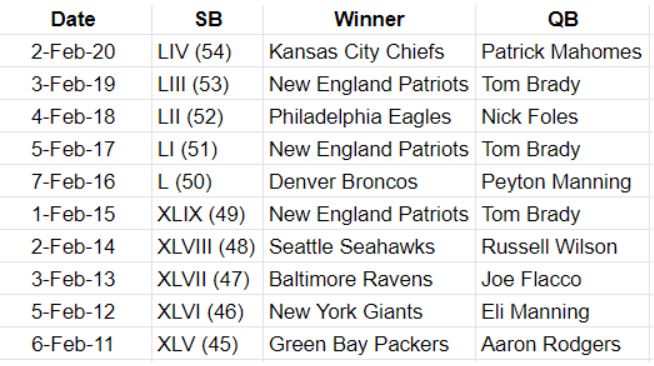 Date SB Winner QB
2-Feb-20 LIV (54) Kansas City Chiefs Patrick Mahomes
3-Feb-19 LIII (53) New England Patriots Tom Brady
4-Feb-18 LII (52) Philadelphia Eagles Nick Foles
5-Feb-17 LI (51) New England Patriots Tom Brady
7-Feb-16 L (50) Denver Broncos Peyton Manning
1-Feb-15 XLIX (49) New England Patriots Tom Brady
2-Feb-14 XLVIII (48) Seattle Seahawks Russell Wilson
3-Feb-13 XLVII (47) Baltimore Ravens Joe Flacco
5-Feb-12 XLVI (46) New York Giants Eli Manning
6-Feb-11 XLV (45) Green Bay Packers Aaron Rodgers